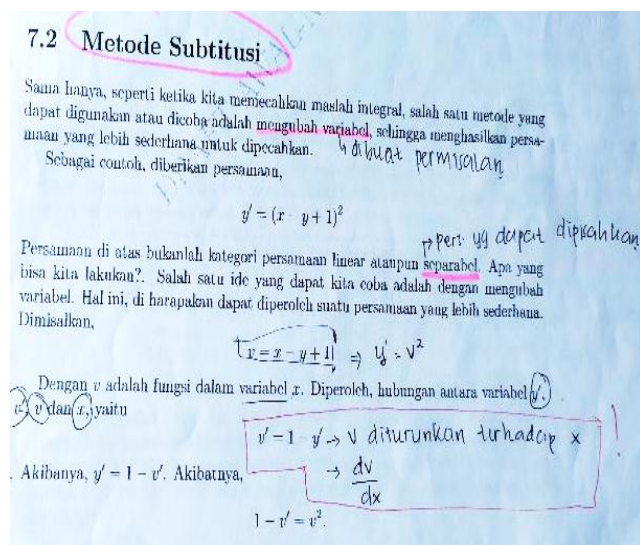 7.2 Metode Subtitusi
Sama hanya, seperti ketika kita memecahkan maslah integral, salah satu metode yang
dapat digunakan atau dicoba adalah mengubah variabel, sehingga menghasilkan persa-
maan yang lebih sederhana untuk dipecahkan.
↳ dibuat permisalan
Sebagai contoh, diberikan persamaan,
y′ = (x - y + 1)²
→ pers. yg dapat dipisahkan
Persamaan di atas bukanlah kategori persamaan linear ataupun separabel. Apa yang
bisa kita lakukan?. Salah satu ide yang dapat kita coba adalah dengan mengubah
variabel. Hal ini, di harapakan dapat diperoleh suatu persamaan yang lebih sederhana.
Dimisalkan,
v = x - y + 1 ⇒ y′ = v²
Dengan v adalah fungsi dalam variabel x. Diperoleh, hubungan antara variabel y′,
v′, v dan x, yaitu
v′ = 1 - y′ → v diturunkan terhadap x !
→ dv
dx
Akibanya, y′ = 1 - v′. Akibatnya,
1 - v′ = v².